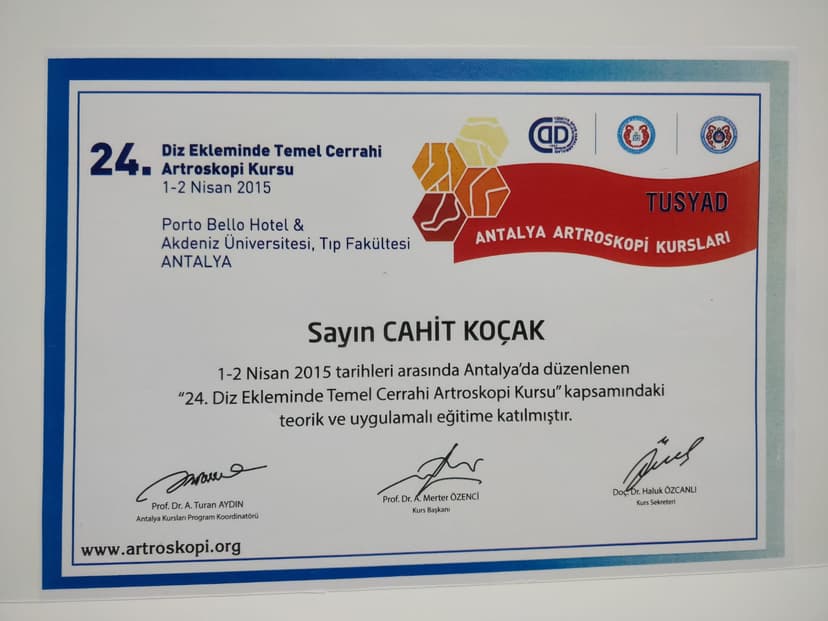 24. Diz Ekleminde Temel Cerrahi
Artroskopi Kursu
1-2 Nisan 2015
Porto Bello Hotel &
Akdeniz Üniversitesi, Tıp Fakültesi
ANTALYA
TUSYAD
ANTALYA ARTROSKOPİ KURSLARI
Sayın CAHİT KOÇAK
1-2 Nisan 2015 tarihleri arasında Antalya’da düzenlenen
“24. Diz Ekleminde Temel Cerrahi Artroskopi Kursu” kapsamındaki
teorik ve uygulamalı eğitime katılmıştır.
Prof. Dr. A. Turan AYDIN
Antalya Kursları Program Koordinatörü
Prof. Dr. A. Merter ÖZENCİ
Kurs Başkanı
Doç. Dr. Haluk ÖZCANLI
Kurs Sekreteri
www.artroskopi.org